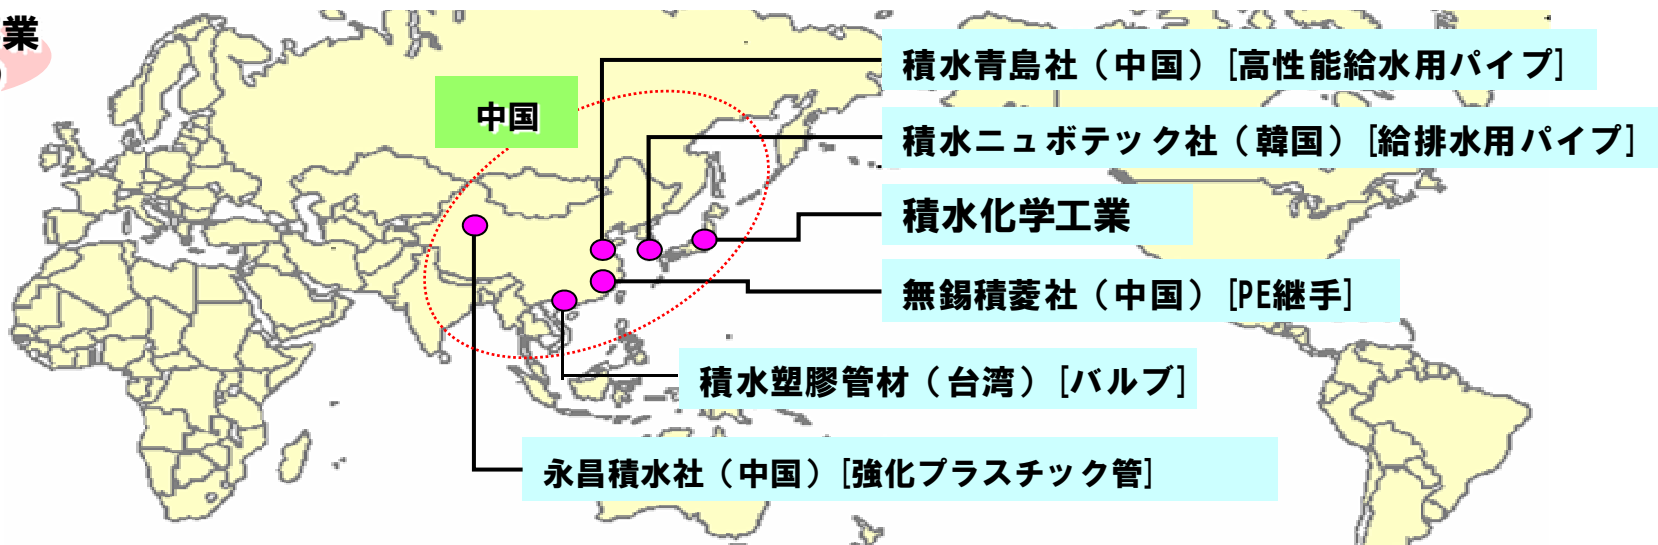 業
中国
積水青島社（中国）[高性能給水用パイプ]
積水ニュボテック社（韓国）[給排水用パイプ]
積水化学工業
無錫積菱社（中国）[PE継手]
積水塑膠管材（台湾）[バルブ]
永昌積水社（中国）[強化プラスチック管]